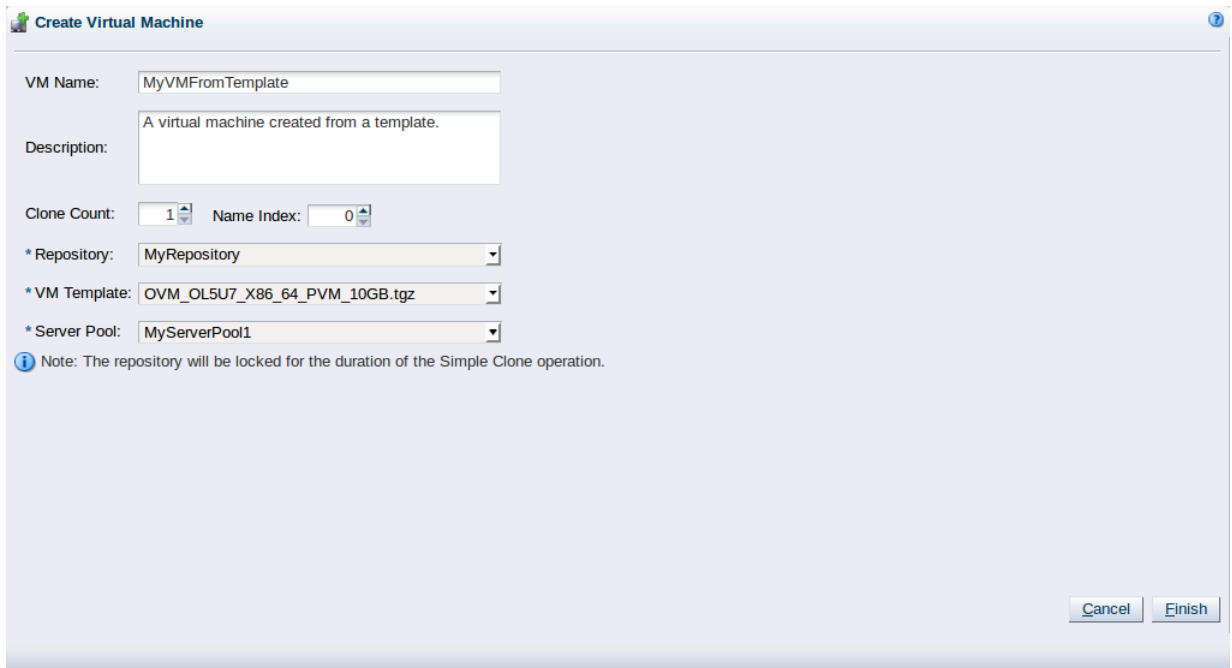 Create Virtual Machine
VM Name: MyVMFromTemplate
Description: A virtual machine created from a template.
Clone Count: 1 Name Index: 0
* Repository: MyRepository
* VM Template: OVM_OL5U7_X86_64_PVM_10GB.tgz
* Server Pool: MyServerPool1
Note: The repository will be locked for the duration of the Simple Clone operation.
Cancel Finish